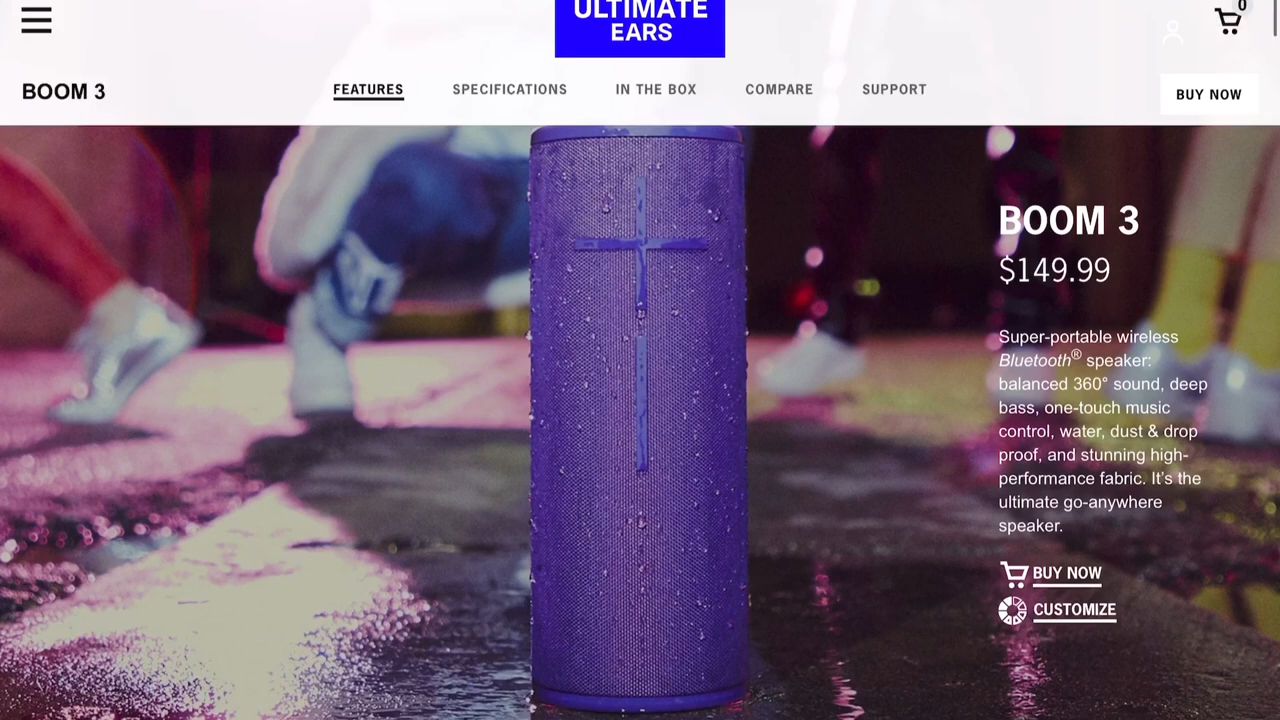 ULTIMATE
EARS
0
BOOM 3
FEATURES
SPECIFICATIONS
IN THE BOX
COMPARE
SUPPORT
BUY NOW
BOOM 3
$149.99
Super-portable wireless
Bluetooth® speaker:
balanced 360° sound, deep
bass, one-touch music
control, water, dust & drop
proof, and stunning high-
performance fabric. It's the
ultimate go-anywhere
speaker.
BUY NOW
CUSTOMIZE